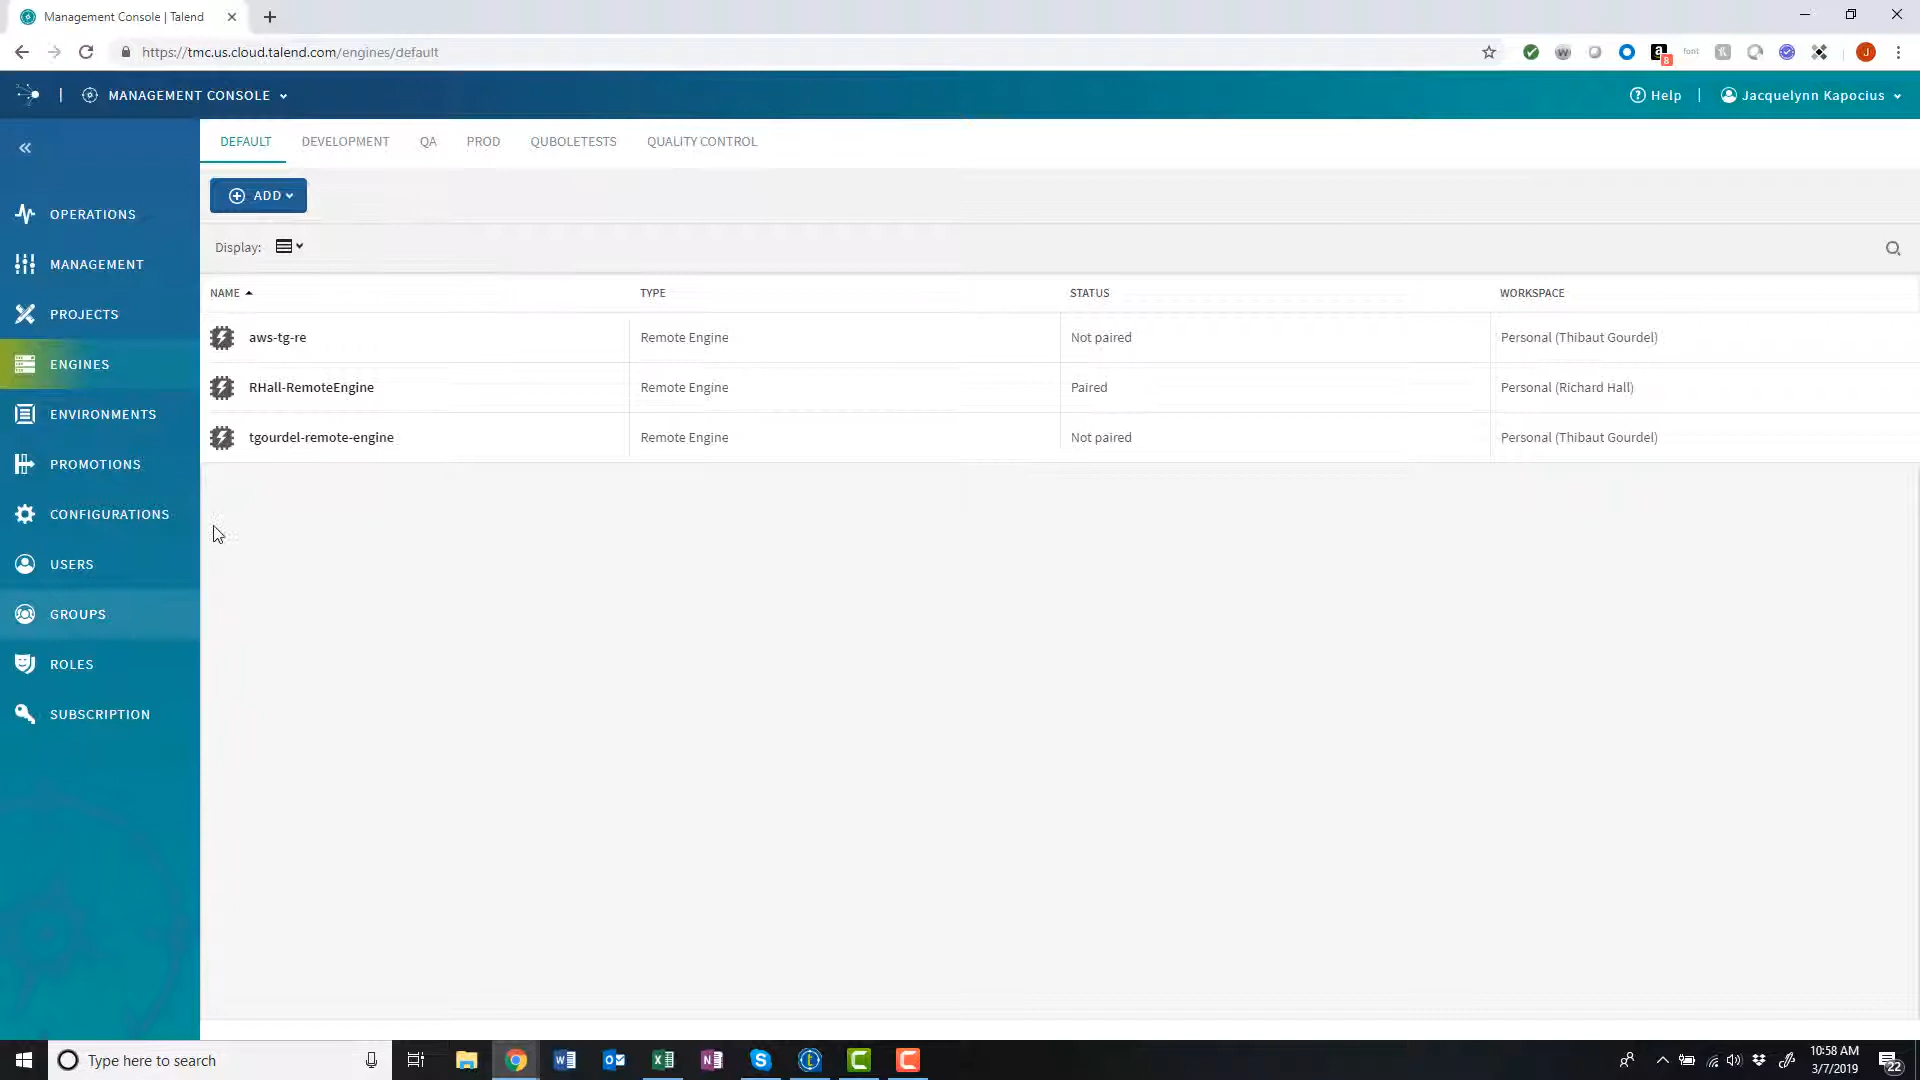 Management Console | Talend
https://tmc.us.cloud.talend.com/engines/default
MANAGEMENT CONSOLE
Help
Jacquelynn Kapocius
DEFAULT
DEVELOPMENT
QA
PROD
QUBOLETESTS
QUALITY CONTROL
ADD
Display:
OPERATIONS
MANAGEMENT
PROJECTS
ENGINES
ENVIRONMENTS
PROMOTIONS
CONFIGURATIONS
USERS
GROUPS
ROLES
SUBSCRIPTION
NAME TYPE STATUS WORKSPACE
aws-tg-re Remote Engine Not paired Personal (Thibaut Gourdel)
RHall-RemoteEngine Remote Engine Paired Personal (Richard Hall)
tgourdel-remote-engine Remote Engine Not paired Personal (Thibaut Gourdel)
Type here to search
10:58 AM
3/7/2019
22